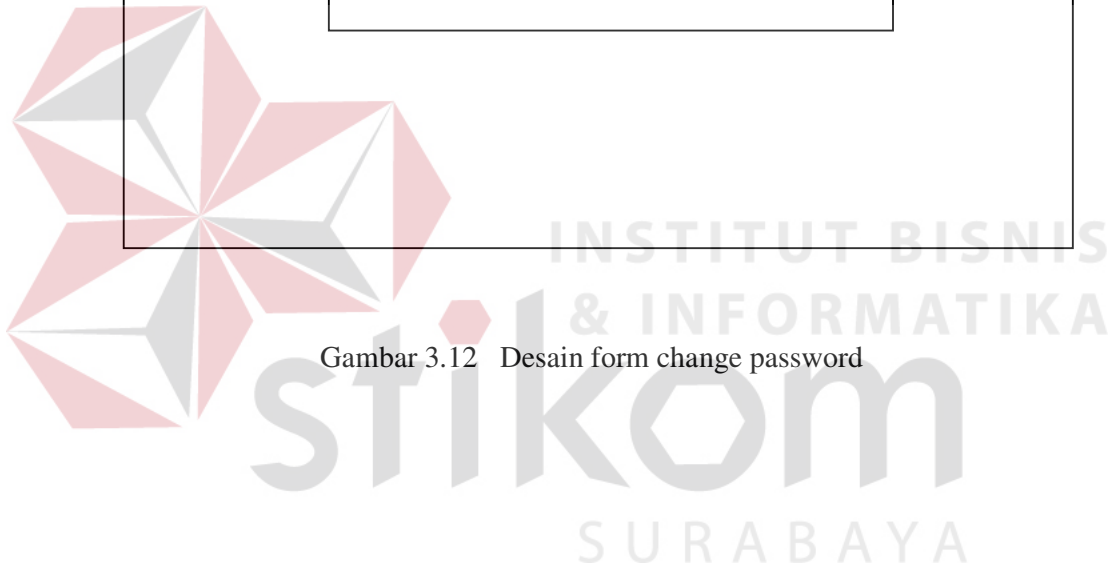 INSTITUT BISNIS
& INFORMATIKA
Gambar 3.12 Desain form change password
stikom
SURABAYA